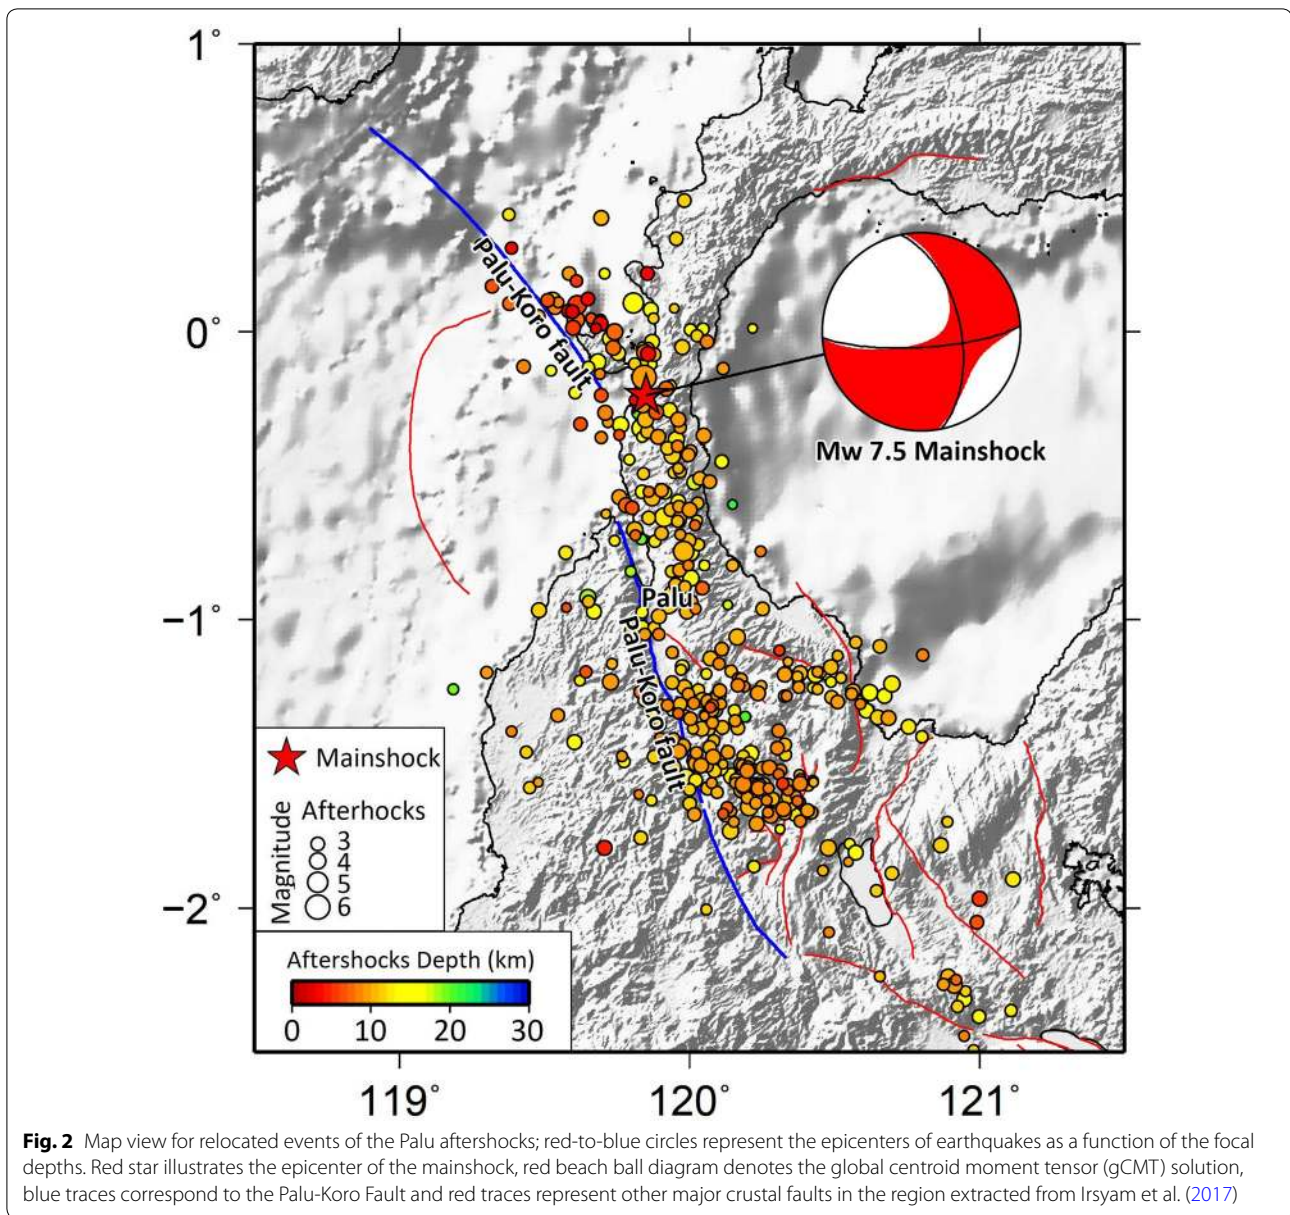 1°
0°
−1°
−2°
Palu-Koro fault
Mw 7.5 Mainshock
Palu
Palu-Koro fault
Mainshock
Magnitude
Afterhocks
3
4
5
6
Aftershocks Depth (km)
0 10 20 30
119° 120° 121°
Fig. 2 Map view for relocated events of the Palu aftershocks; red-to-blue circles represent the epicenters of earthquakes as a function of the focal
depths. Red star illustrates the epicenter of the mainshock, red beach ball diagram denotes the global centroid moment tensor (gCMT) solution,
blue traces correspond to the Palu-Koro Fault and red traces represent other major crustal faults in the region extracted from Irsyam et al. (2017)